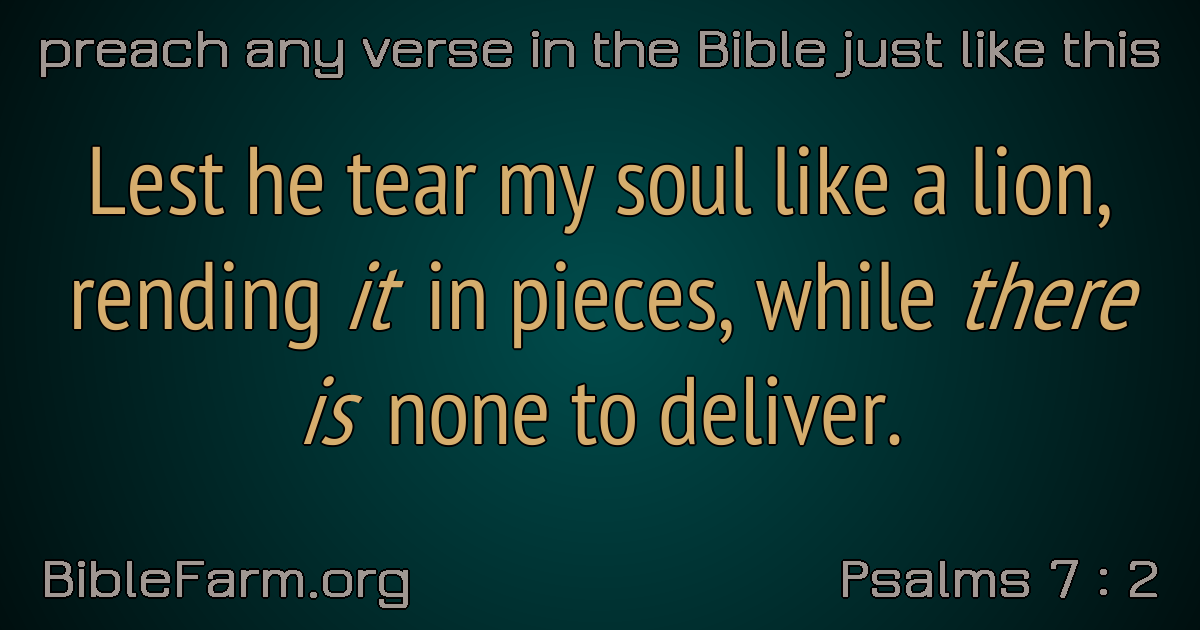 preach any verse in the Bible just like this
Lest he tear my soul like a lion,
rending it in pieces, while there
is none to deliver.
BibleFarm.org
Psalms 7 : 2